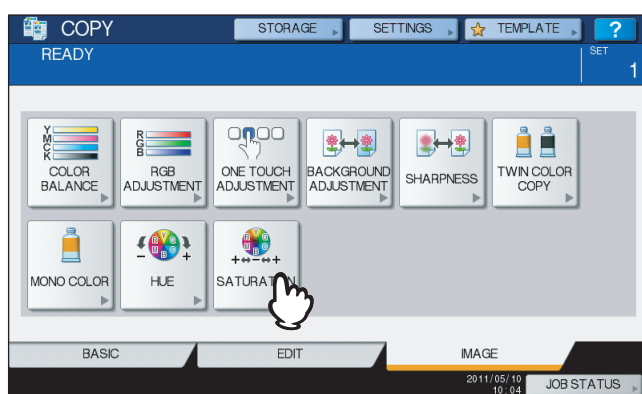 COPY
STORAGE
SETTINGS
TEMPLATE
?
READY
SET
1
Y
M
C
K
COLOR
BALANCE
R
G
B
RGB
ADJUSTMENT
ONE TOUCH
ADJUSTMENT
BACKGROUND
ADJUSTMENT
SHARPNESS
TWIN COLOR
COPY
MONO COLOR
- +
HUE
+↔−↔+
SATURATION
BASIC
EDIT
IMAGE
2011/05/10
10:04
JOB STATUS